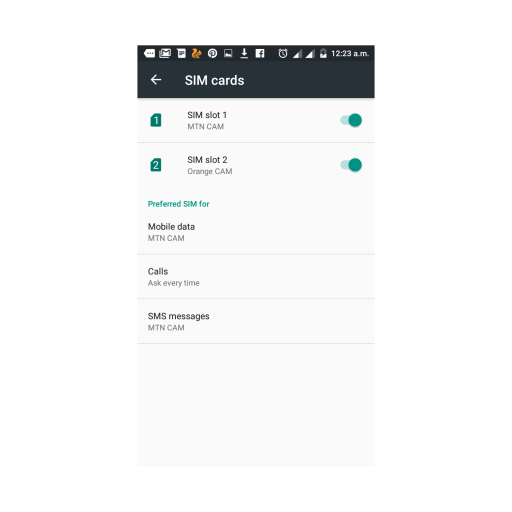 12:23 a.m.
SIM cards
1
SIM slot 1
MTN CAM
2
SIM slot 2
Orange CAM
Preferred SIM for
Mobile data
MTN CAM
Calls
Ask every time
SMS messages
MTN CAM